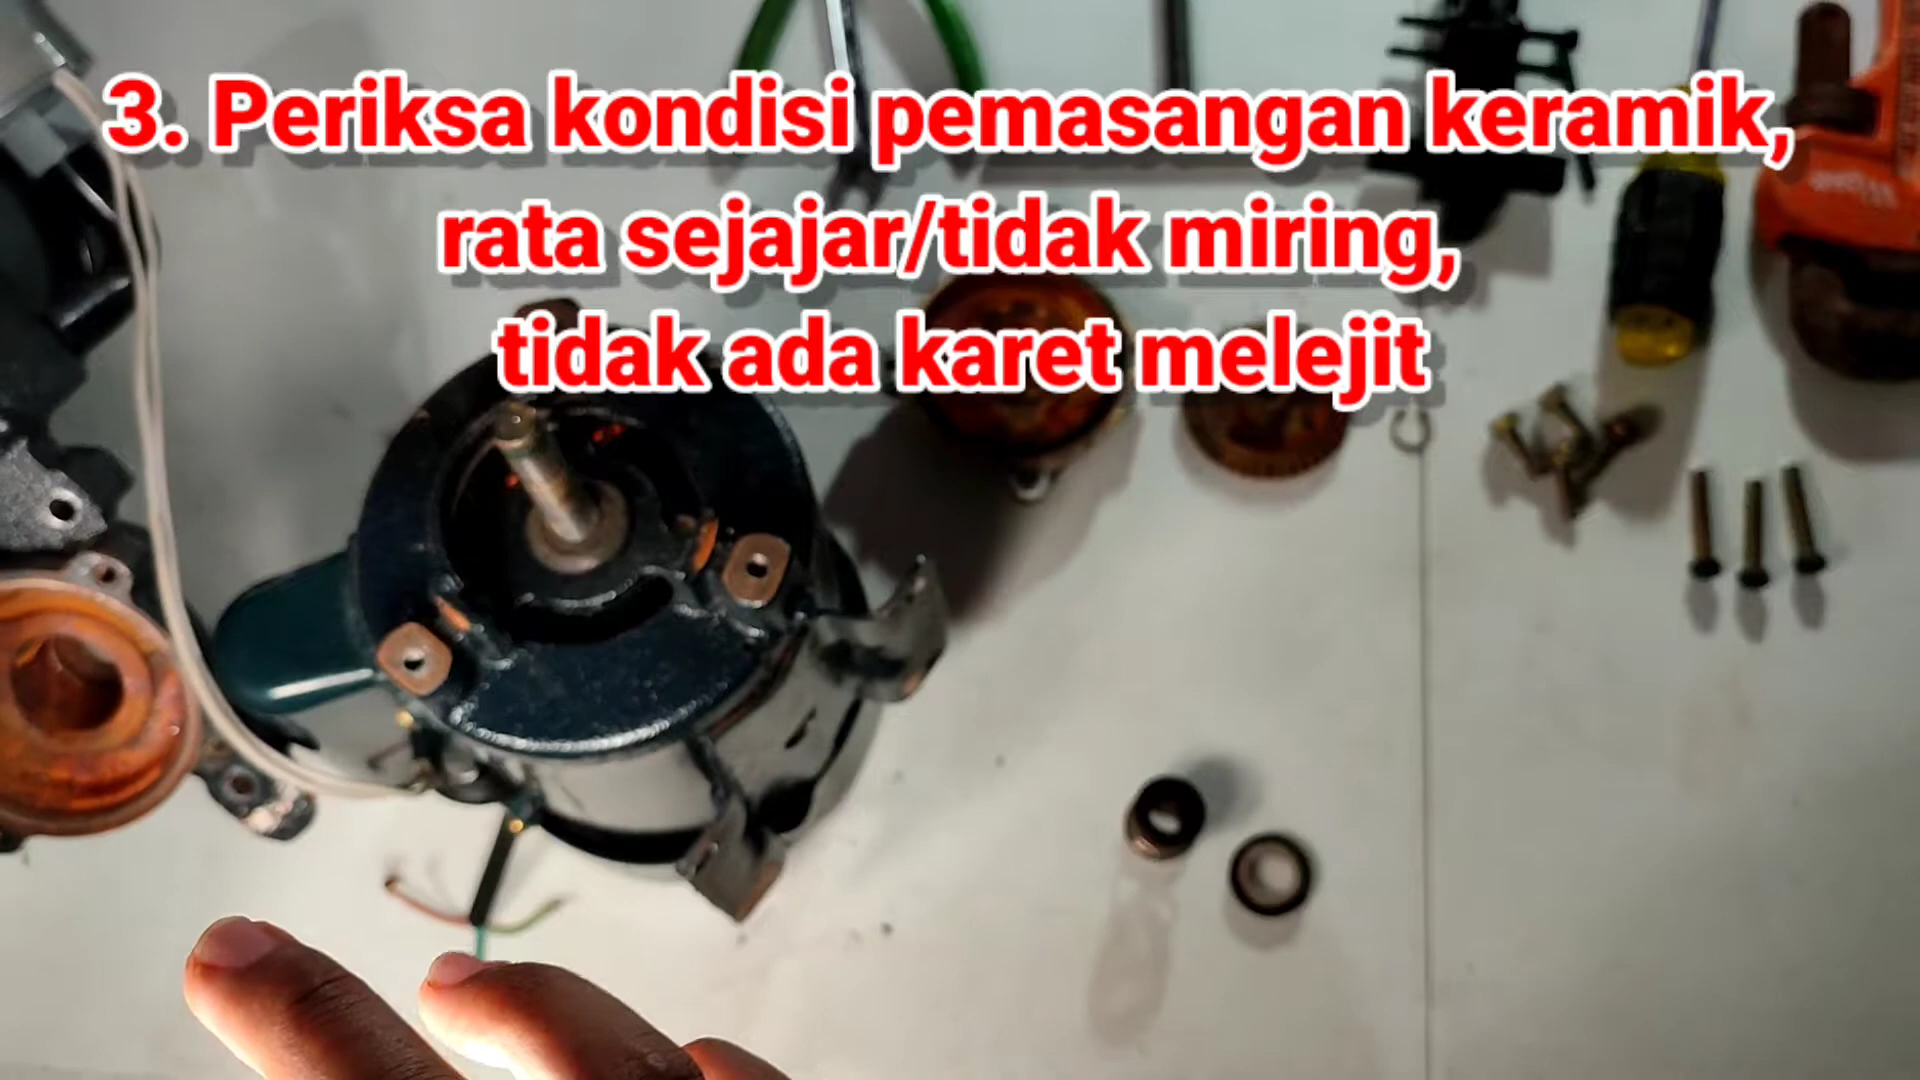 3. Periksa kondisi pemasangan keramik,
rata sejajar/tidak miring,
tidak ada karet melejit